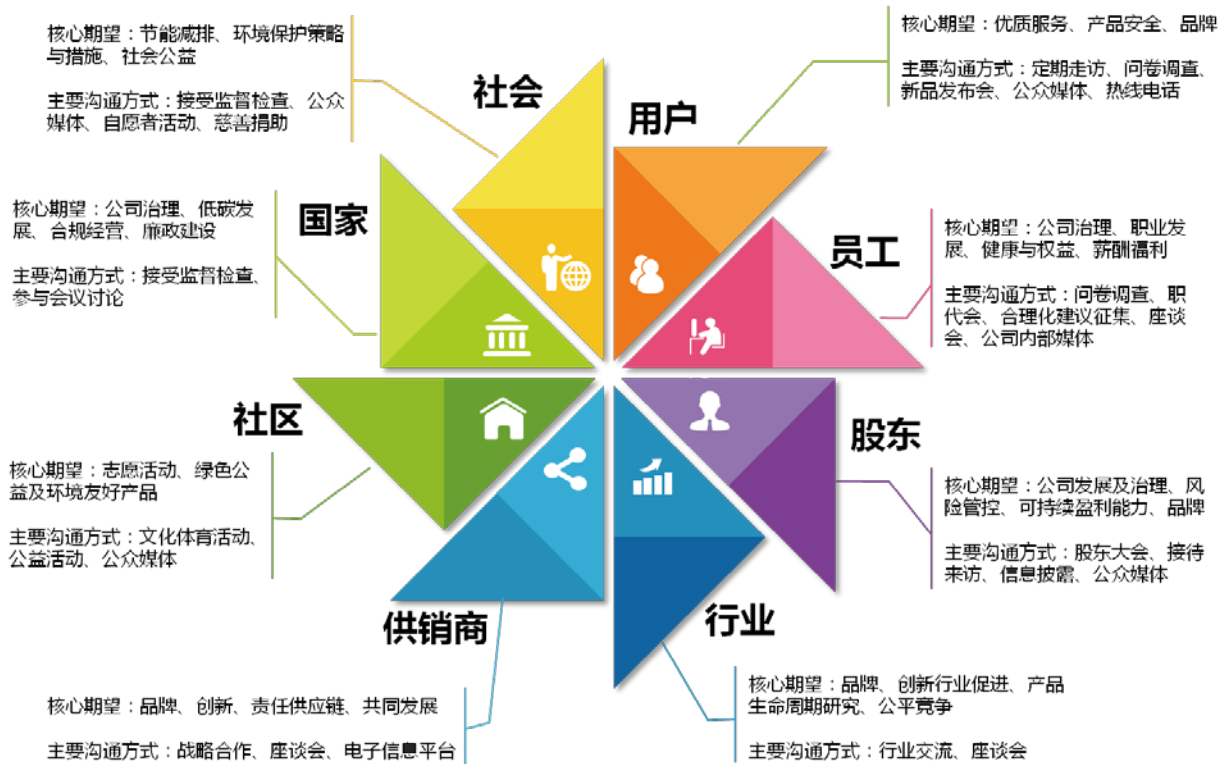 社会
核心期望：节能减排、环境保护策略
与措施、社会公益
主要沟通方式：接受监督检查、公众
媒体、自愿者活动、慈善捐助
用户
核心期望：优质服务、产品安全、品牌
主要沟通方式：定期走访、问卷调查、
新品发布会、公众媒体、热线电话
员工
核心期望：公司治理、职业发
展、健康与权益、薪酬福利
主要沟通方式：问卷调查、职
代会、合理化建议征集、座谈
会、公司内部媒体
股东
核心期望：公司发展及治理、风
险管控、可持续盈利能力、品牌
主要沟通方式：股东大会、接待
来访、信息披露、公众媒体
行业
核心期望：品牌、创新行业促进、产品
生命周期研究、公平竞争
主要沟通方式：行业交流、座谈会
供销商
核心期望：品牌、创新、责任供应链、共同发展
主要沟通方式：战略合作、座谈会、电子信息平台
社区
核心期望：志愿活动、绿色公
益及环境友好产品
主要沟通方式：文化体育活动、
公益活动、公众媒体
国家
核心期望：公司治理、低碳发
展、合规经营、廉政建设
主要沟通方式：接受监督检查、
参与会议讨论